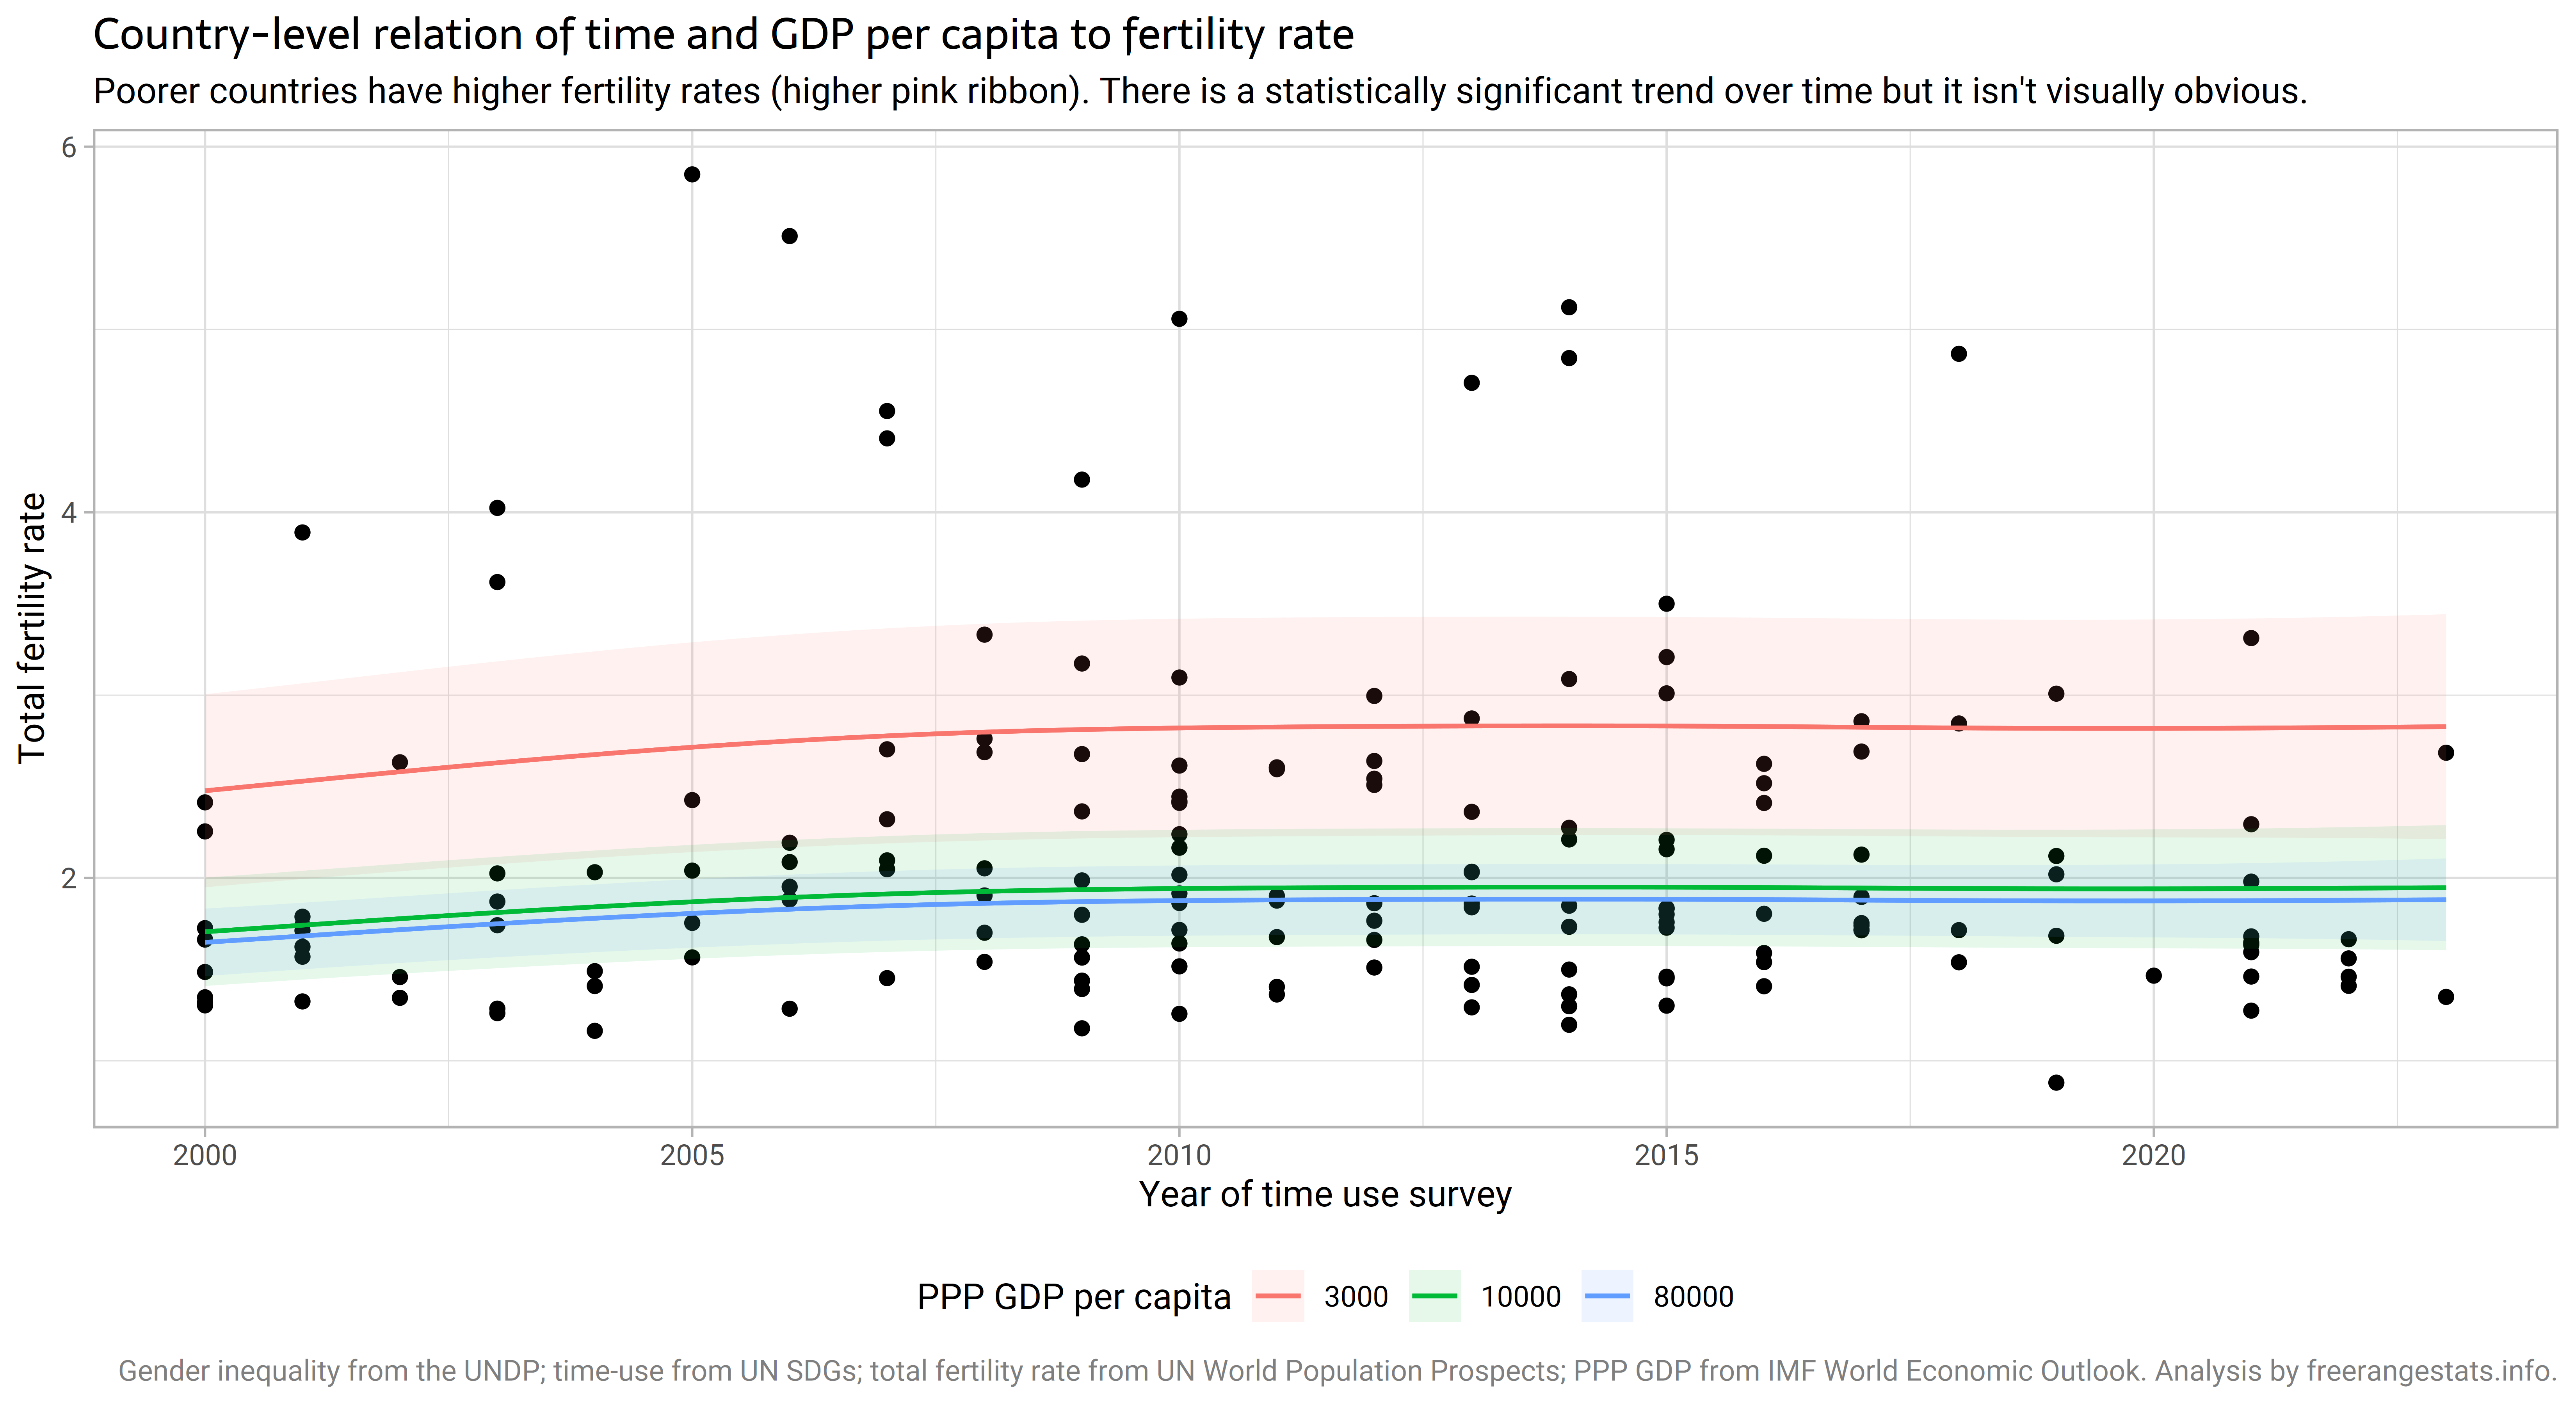 Country-level relation of time and GDP per capita to fertility rate
Poorer countries have higher fertility rates (higher pink ribbon). There is a statistically significant trend over time but it isn't visually obvious.
Total fertility rate
6
4
2
2000 2005 2010 2015 2020
Year of time use survey
PPP GDP per capita 3000 10000 80000
Gender inequality from the UNDP; time-use from UN SDGs; total fertility rate from UN World Population Prospects; PPP GDP from IMF World Economic Outlook. Analysis by freerangestats.info.